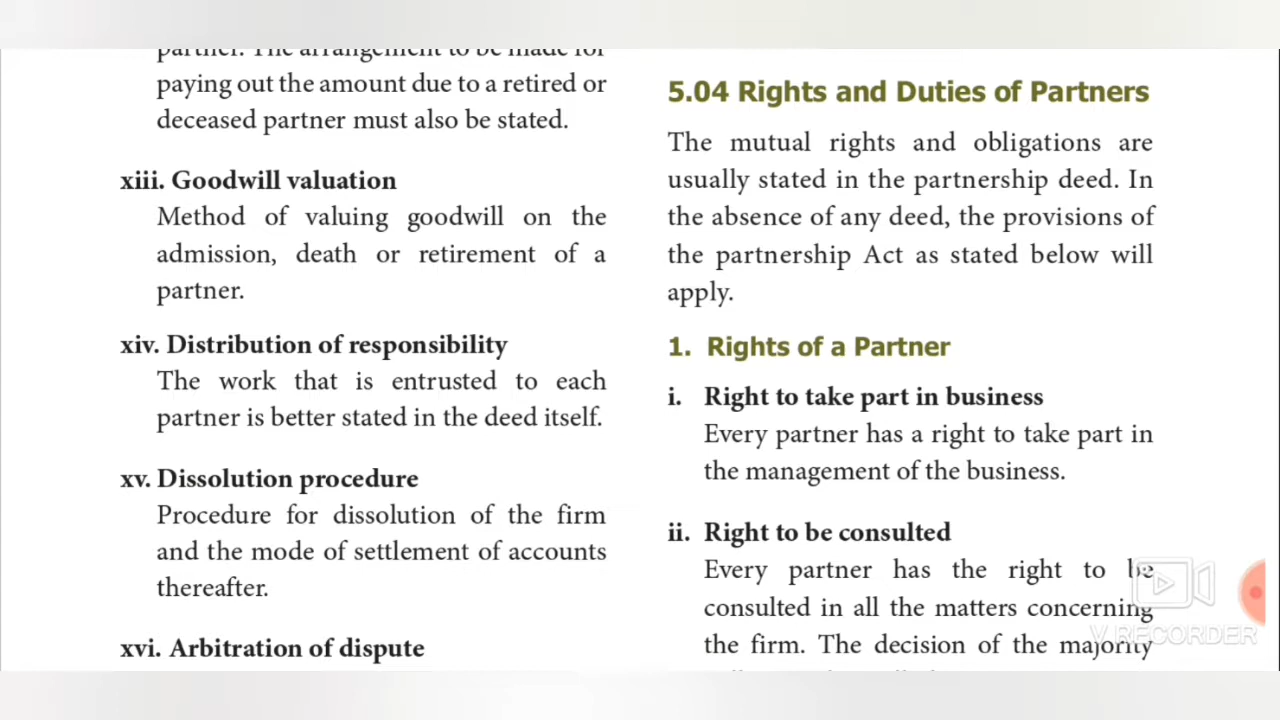 partner. The arrangement to be made for
paying out the amount due to a retired or
deceased partner must also be stated.
xiii. Goodwill valuation
Method of valuing goodwill on the
admission, death or retirement of a
partner.
xiv. Distribution of responsibility
The work that is entrusted to each
partner is better stated in the deed itself.
xv. Dissolution procedure
Procedure for dissolution of the firm
and the mode of settlement of accounts
thereafter.
xvi. Arbitration of dispute
5.04 Rights and Duties of Partners
The mutual rights and obligations are
usually stated in the partnership deed. In
the absence of any deed, the provisions of
the partnership Act as stated below will
apply.
1. Rights of a Partner
i. Right to take part in business
Every partner has a right to take part in
the management of the business.
ii. Right to be consulted
Every partner has the right to be
consulted in all the matters concerning
the firm. The decision of the majority
V RECORDER